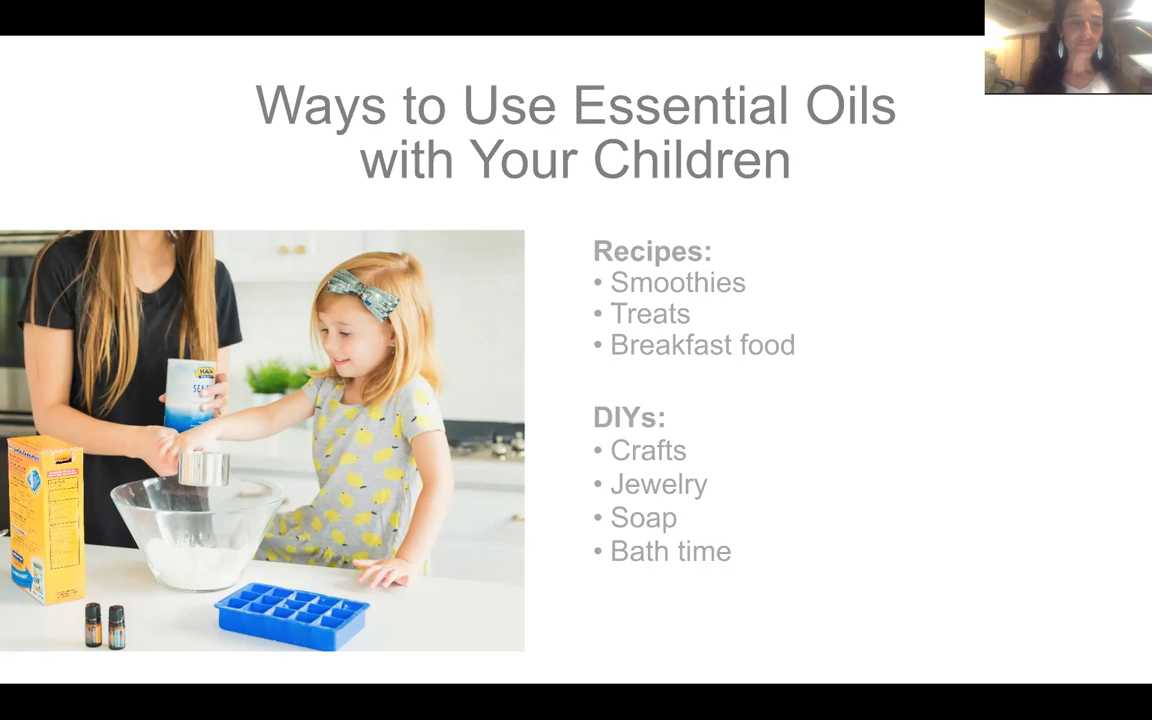 Ways to Use Essential Oils
with Your Children
Recipes:
• Smoothies
• Treats
• Breakfast food
DIYs:
• Crafts
• Jewelry
• Soap
• Bath time
HAIN